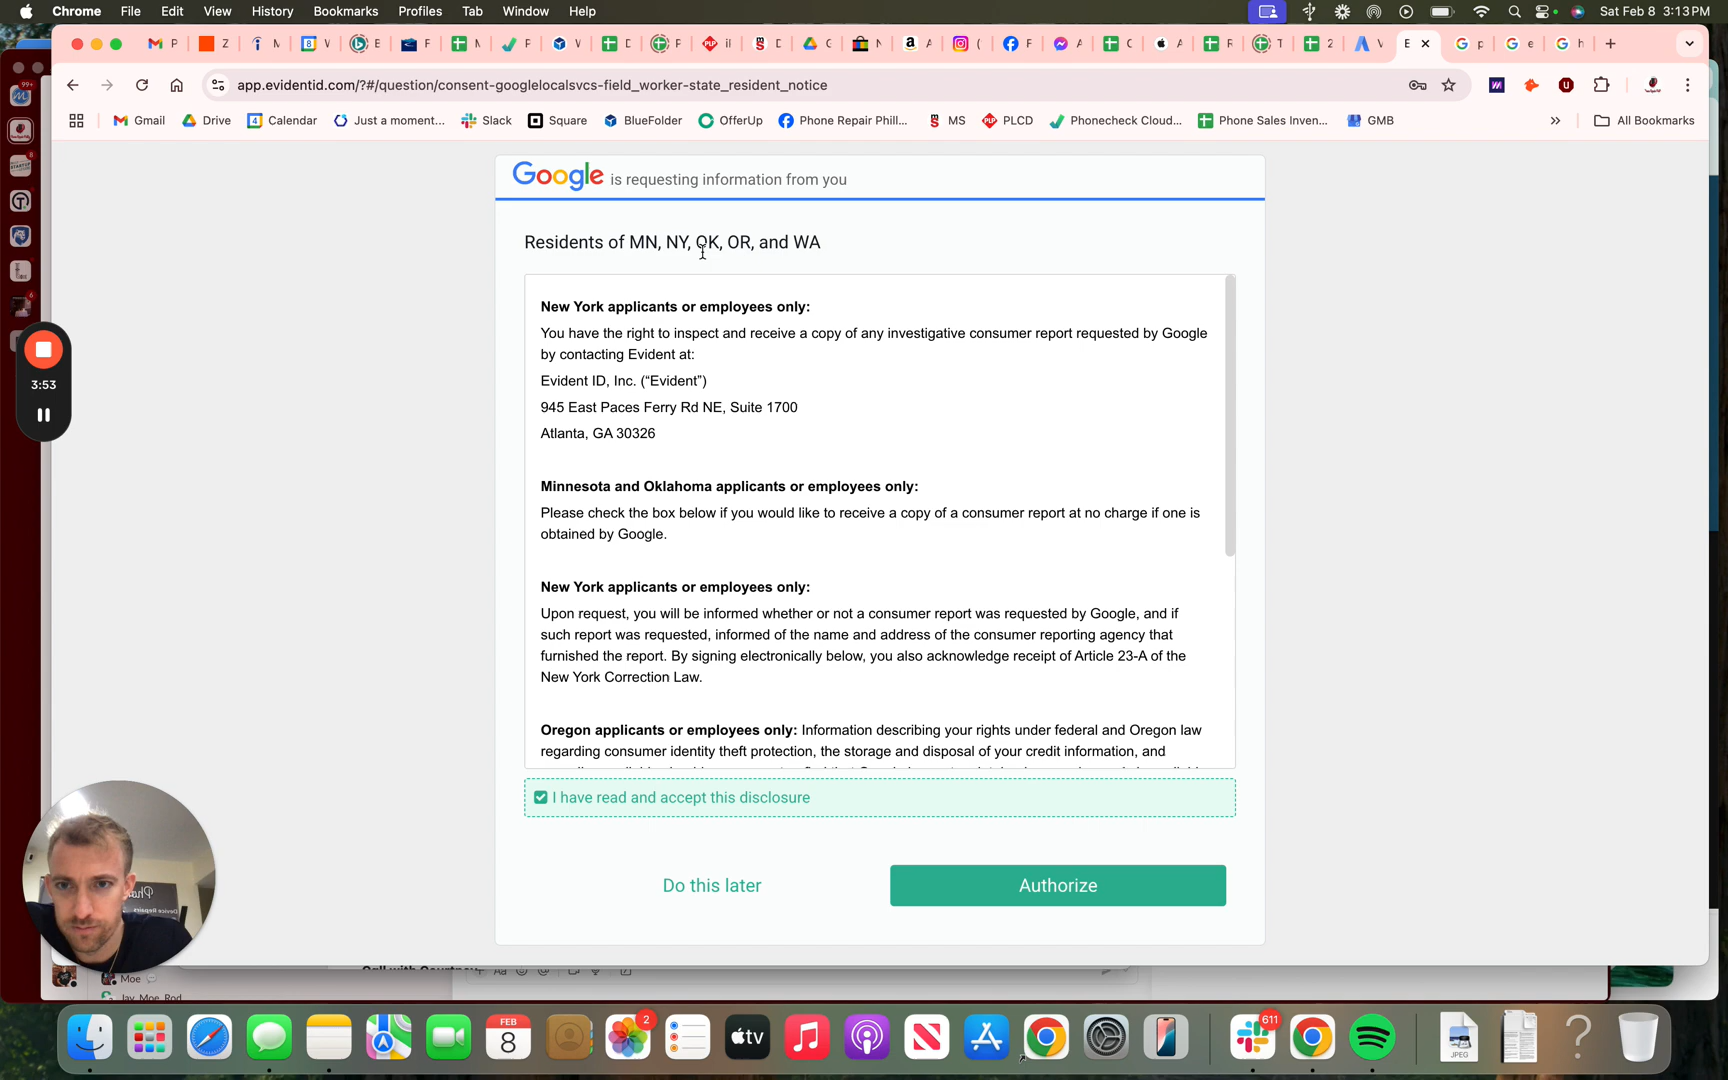 Chrome File Edit View History Bookmarks Profiles Tab Window Help Sat Feb 8 3:13 PM
app.evidentid.com/?#/question/consent-googlelocalsvcs-field_worker-state_resident_notice
Gmail Drive Calendar Just a moment... Slack Square BlueFolder OfferUp Phone Repair Phill... MS PLCD Phonecheck Cloud... Phone Sales Inven... GMB All Bookmarks
Google is requesting information from you
Residents of MN, NY, OK, OR, and WA
New York applicants or employees only:
You have the right to inspect and receive a copy of any investigative consumer report requested by Google
by contacting Evident at:
Evident ID, Inc. (“Evident”)
945 East Paces Ferry Rd NE, Suite 1700
Atlanta, GA 30326
Minnesota and Oklahoma applicants or employees only:
Please check the box below if you would like to receive a copy of a consumer report at no charge if one is
obtained by Google.
New York applicants or employees only:
Upon request, you will be informed whether or not a consumer report was requested by Google, and if
such report was requested, informed of the name and address of the consumer reporting agency that
furnished the report. By signing electronically below, you also acknowledge receipt of Article 23-A of the
New York Correction Law.
Oregon applicants or employees only: Information describing your rights under federal and Oregon law
regarding consumer identity theft protection, the storage and disposal of your credit information, and
I have read and accept this disclosure
Do this later
Authorize
3:53
Moe
Jay, Moe, Rod
FEB
8
2
tv
611
JPEG